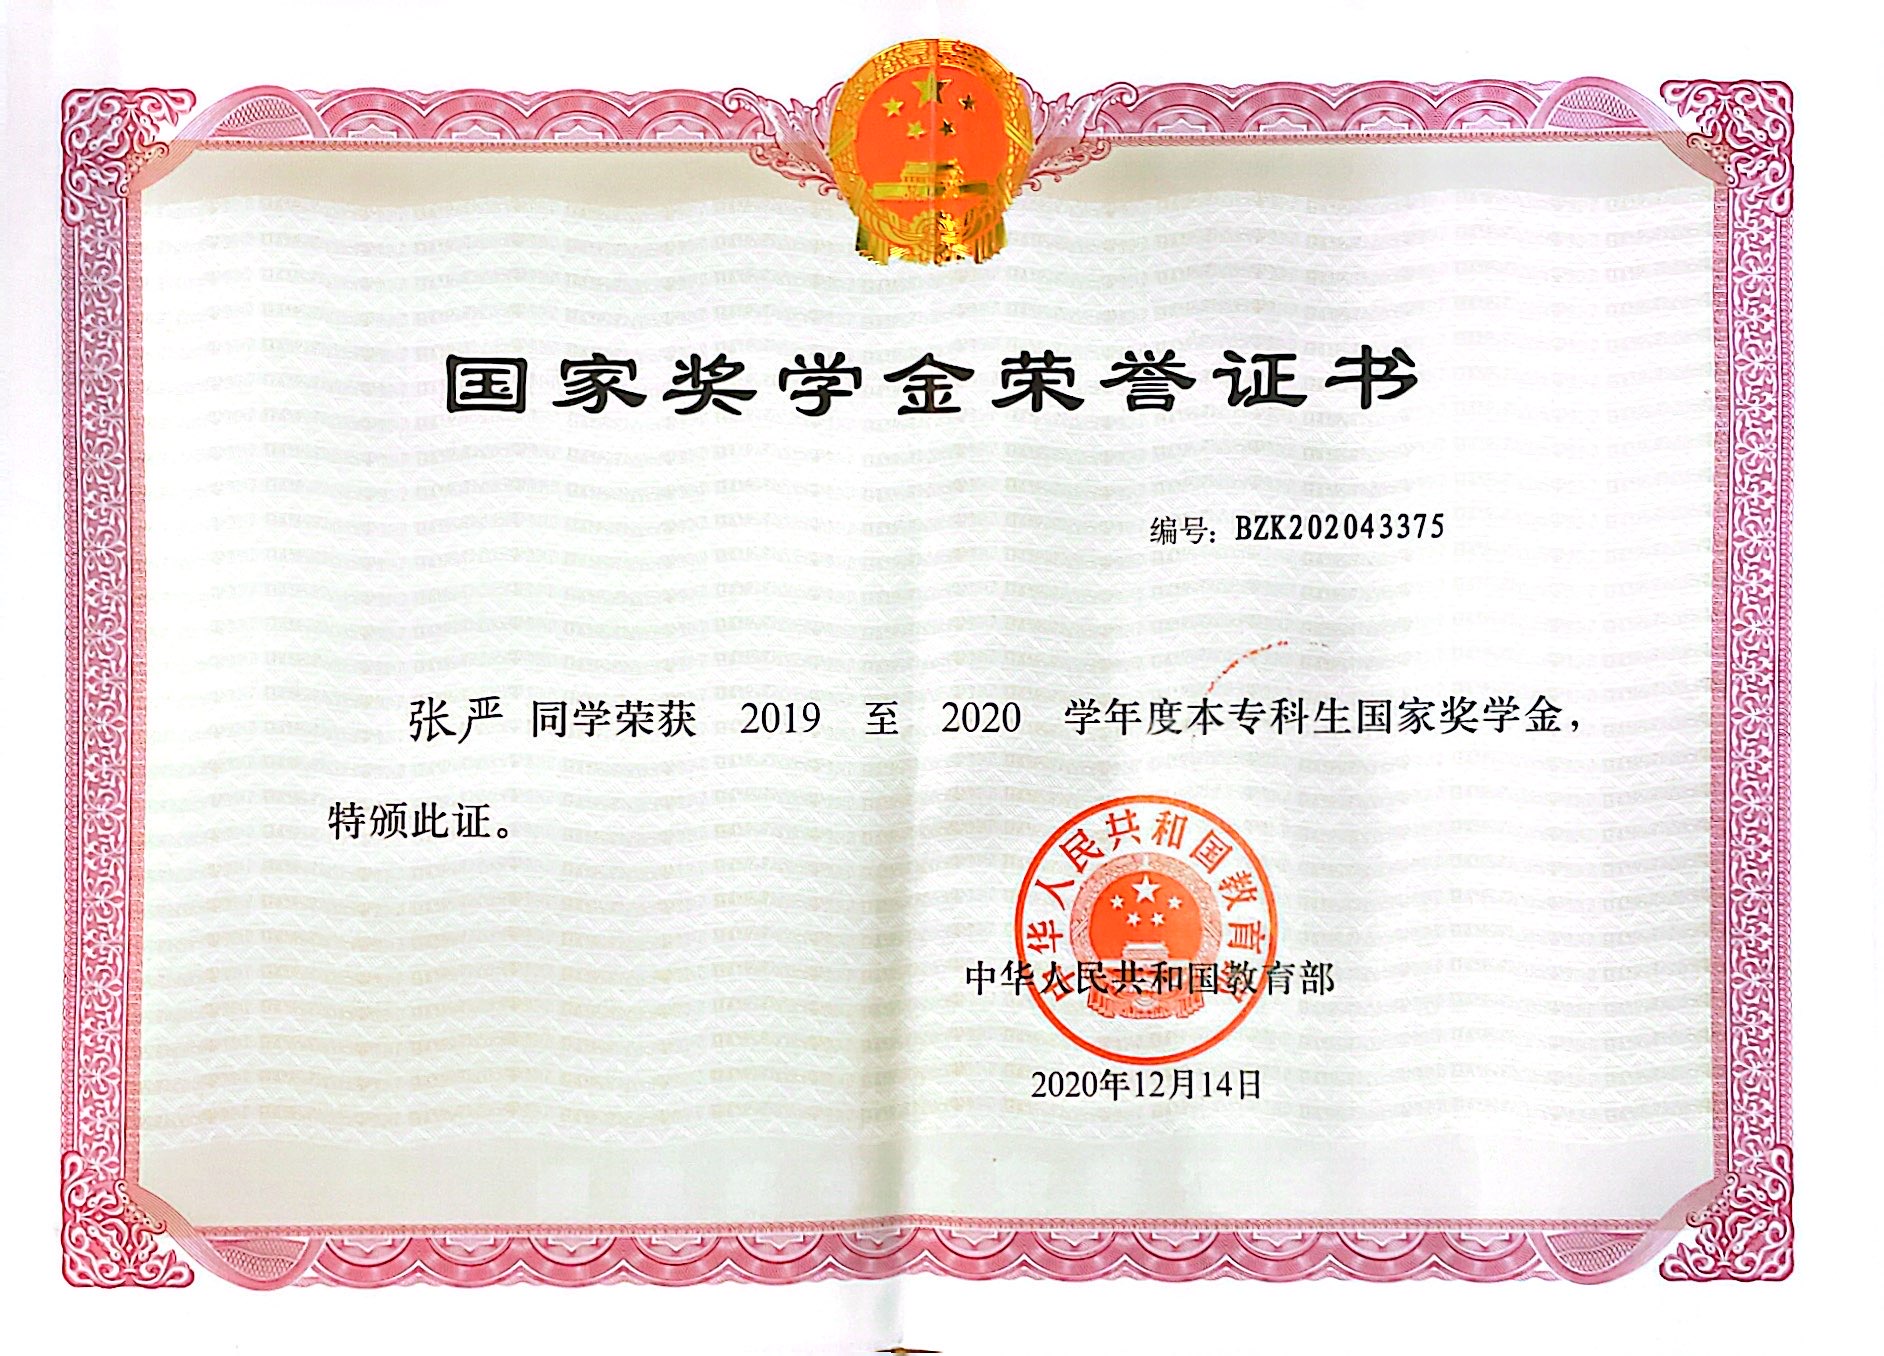 国家奖学金荣誉证书
编号：BZK202043375
张严 同学荣获 2019 至 2020 学年度本专科生国家奖学金，
特颁此证。
中华人民共和国教育部
中华人民共和国教育部
2020年12月14日